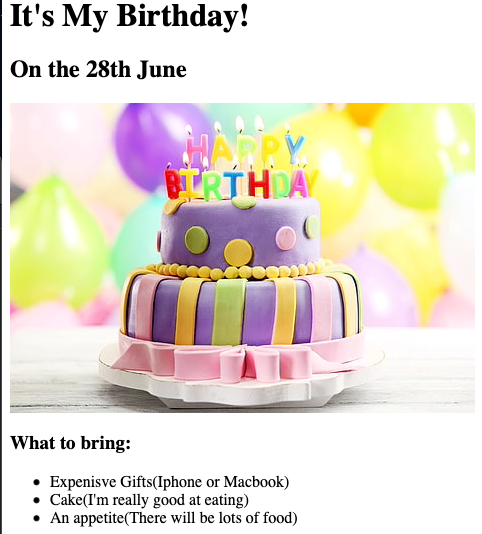 It's My Birthday!
On the 28th June
HAPPY
BIRTHDAY
What to bring:
Expenisve Gifts(Iphone or Macbook)
Cake(I'm really good at eating)
An appetite(There will be lots of food)